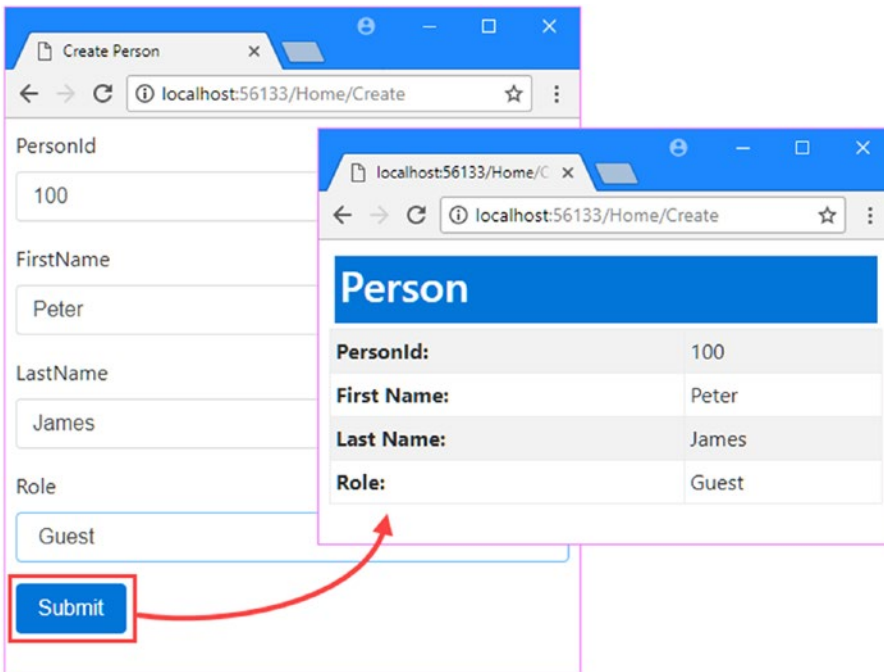 Create Person
localhost:56133/Home/Create
PersonId
100
FirstName
Peter
LastName
James
Role
Guest
Submit
localhost:56133/Home/C
localhost:56133/Home/Create
Person
PersonId: 100
First Name: Peter
Last Name: James
Role: Guest